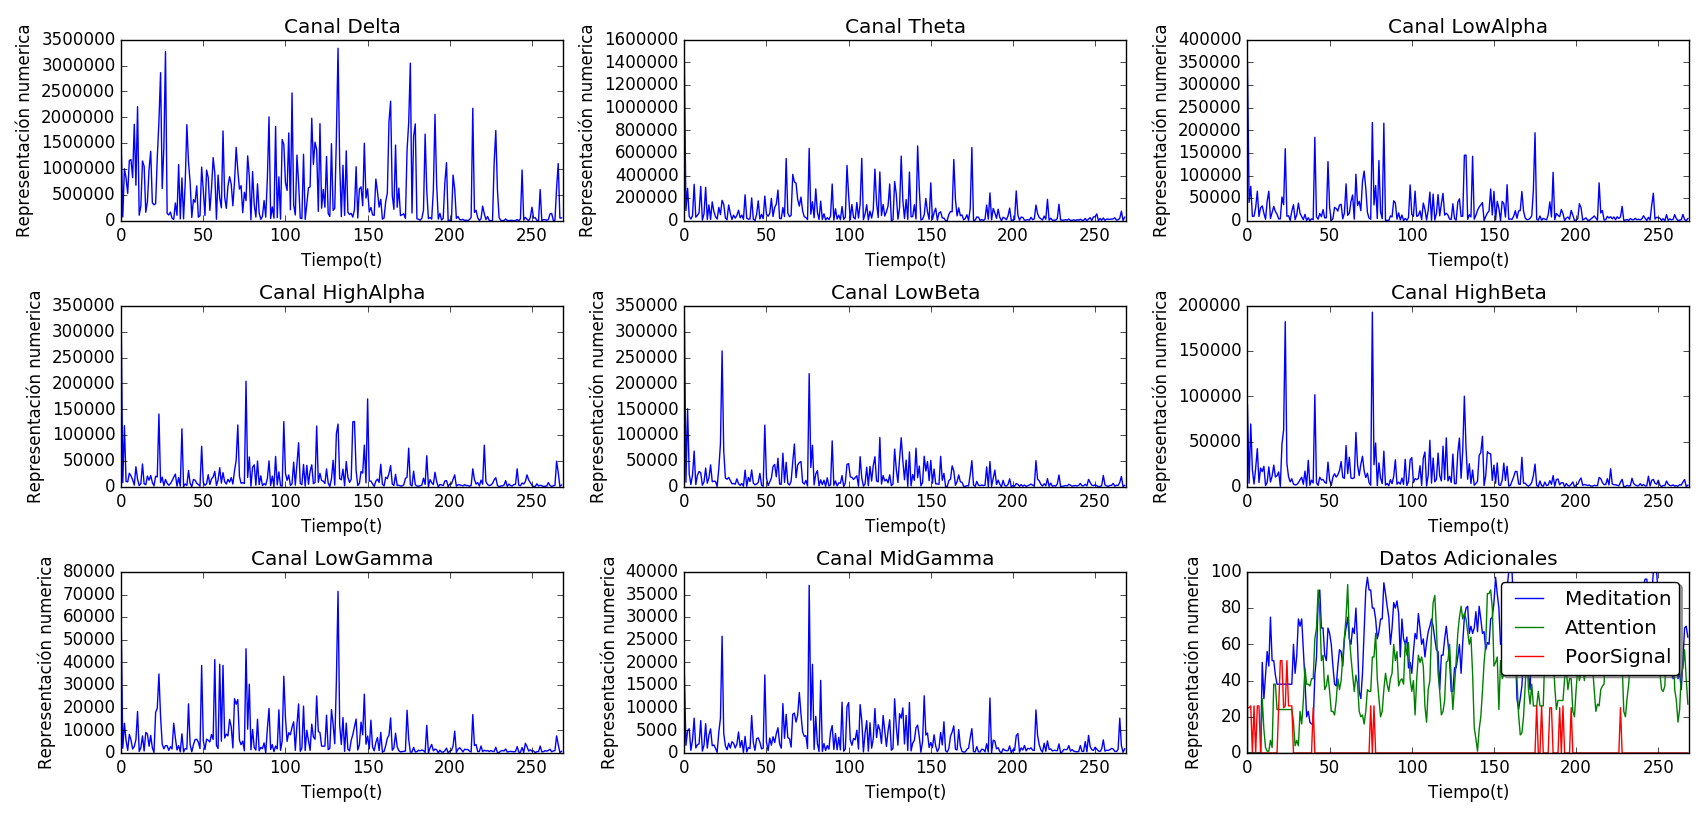 Canal Delta
Representación numerica
3500000
3000000
2500000
2000000
1500000
1000000
500000
0
0 50 100 150 200 250
Tiempo(t)
Canal Theta
Representación numerica
1600000
1400000
1200000
1000000
800000
600000
400000
200000
0
0 50 100 150 200 250
Tiempo(t)
Canal LowAlpha
Representación numerica
400000
350000
300000
250000
200000
150000
100000
50000
0
0 50 100 150 200 250
Tiempo(t)
Canal HighAlpha
Representación numerica
350000
300000
250000
200000
150000
100000
50000
0
0 50 100 150 200 250
Tiempo(t)
Canal LowBeta
Representación numerica
350000
300000
250000
200000
150000
100000
50000
0
0 50 100 150 200 250
Tiempo(t)
Canal HighBeta
Representación numerica
200000
150000
100000
50000
0
0 50 100 150 200 250
Tiempo(t)
Canal LowGamma
Representación numerica
80000
70000
60000
50000
40000
30000
20000
10000
0
0 50 100 150 200 250
Tiempo(t)
Canal MidGamma
Representación numerica
40000
35000
30000
25000
20000
15000
10000
5000
0
0 50 100 150 200 250
Tiempo(t)
Datos Adicionales
Representación numerica
100
80
60
40
20
0
0 50 100 150 200 250
Tiempo(t)
Meditation
Attention
PoorSignal